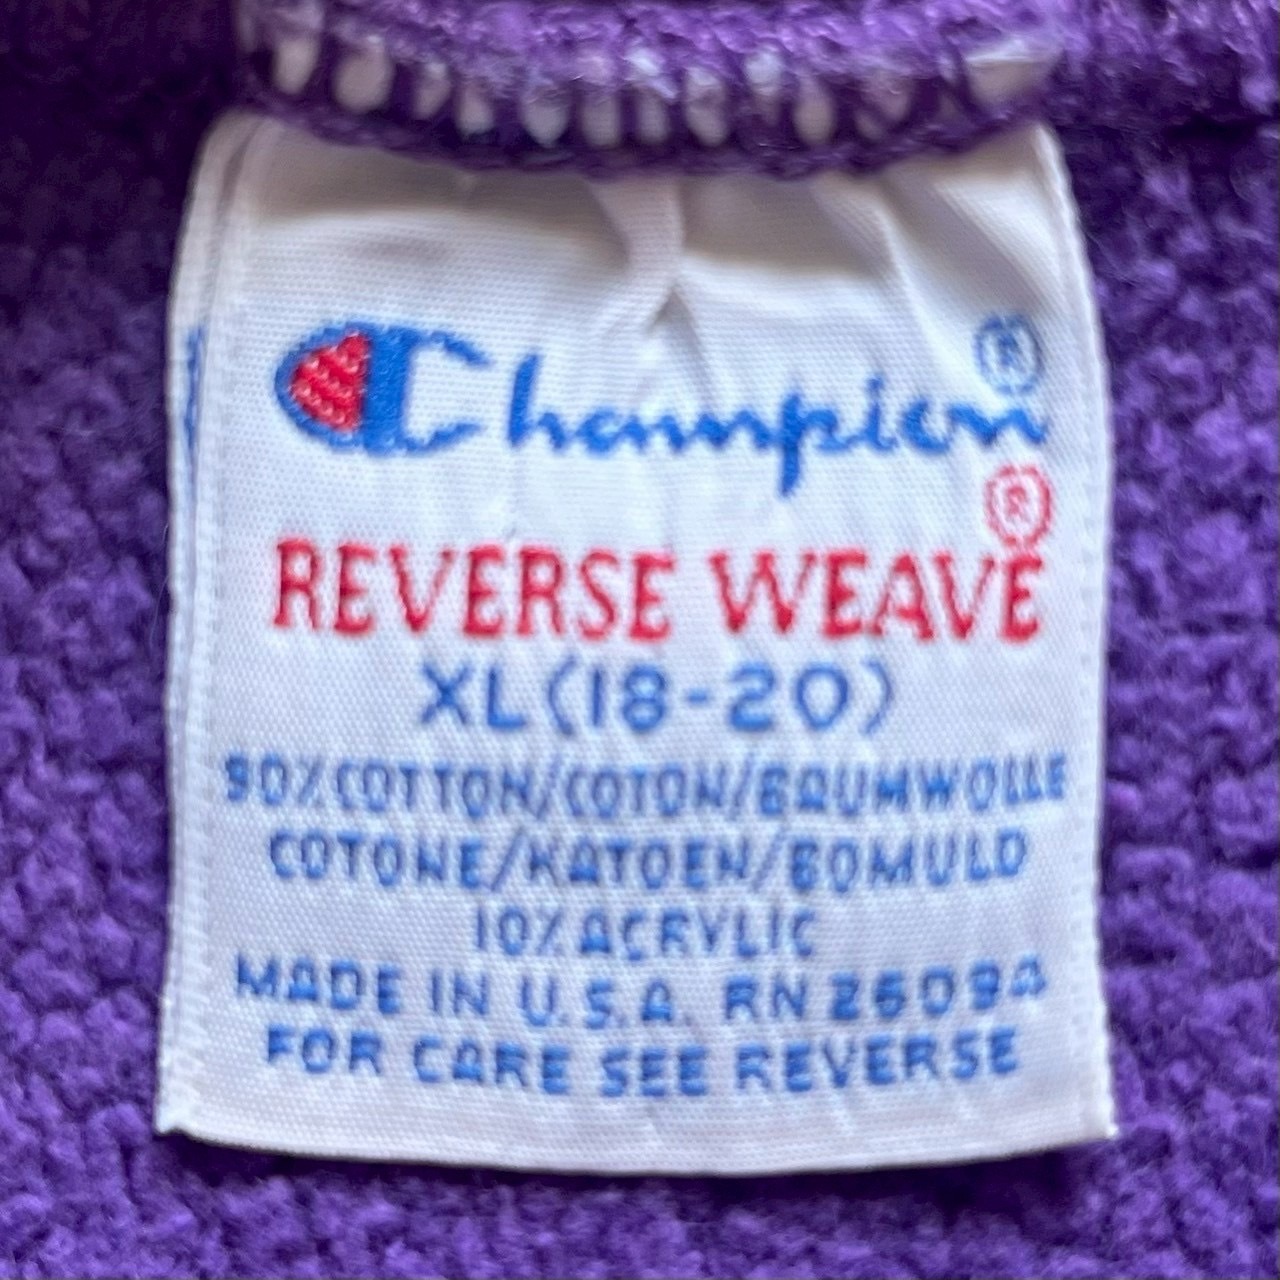 Champion®
®
REVERSE WEAVE
XL(18-20)
90% COTTON/COTON/BAUMWOLLE
COTONE/KATOEN/BOMULD
10% ACRYLIC
MADE IN U.S.A. RN 26094
FOR CARE SEE REVERSE